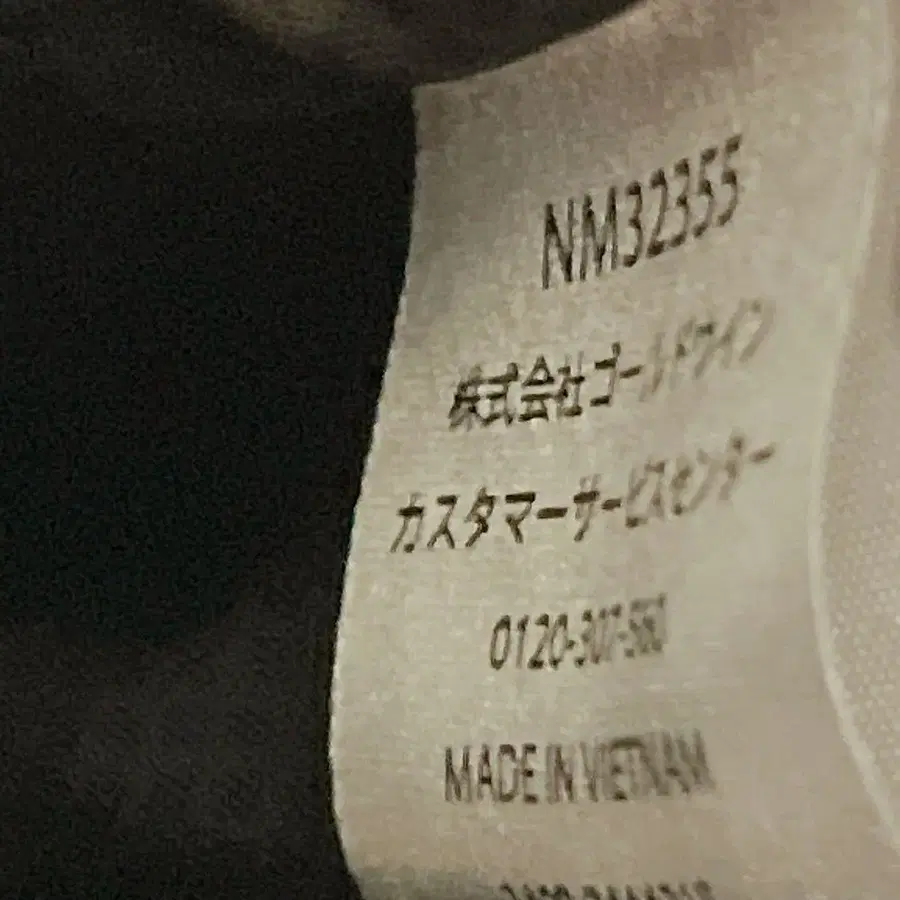 NM32355
株式会社ゴールドウイン
カスタマーサービスセンター
0120-307-560
MADE IN VIETNAM